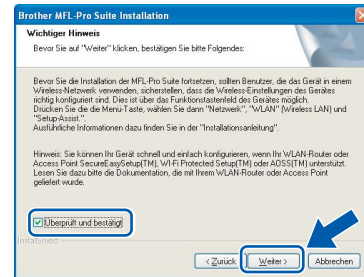 Brother MFL-Pro Suite Installation
Wichtiger Hinweis
Bevor Sie auf "Weiter" klicken, bestätigen Sie bitte Folgendes:
Bevor Sie die Installation der MFL-Pro Suite fortsetzen, sollten Benutzer, die das Gerät in einem
Wireless-Netzwerk verwenden, sicherstellen, dass die Wireless-Einstellungen des Gerätes
richtig konfiguriert sind. Dies ist über das Funktionstastenfeld des Gerätes möglich.
Drücken Sie die die Menü-Taste, wählen Sie dann "Netzwerk", "WLAN" (Wireless LAN) und
"Setup-Assist.".
Ausführliche Informationen dazu finden Sie in der "Installationsanleitung".
Hinweis: Sie können Ihr Gerät schnell und einfach konfigurieren, wenn Ihr WLAN-Router oder
Access Point SecureEasySetup(TM), Wi-Fi Protected Setup(TM) oder AOSS(TM) unterstützt.
Lesen Sie dazu bitte die Dokumentation, die mit Ihrem WLAN-Router oder Access Point
geliefert wurde.
Überprüft und bestätigt
InstallShield
< Zurück Weiter > Abbrechen